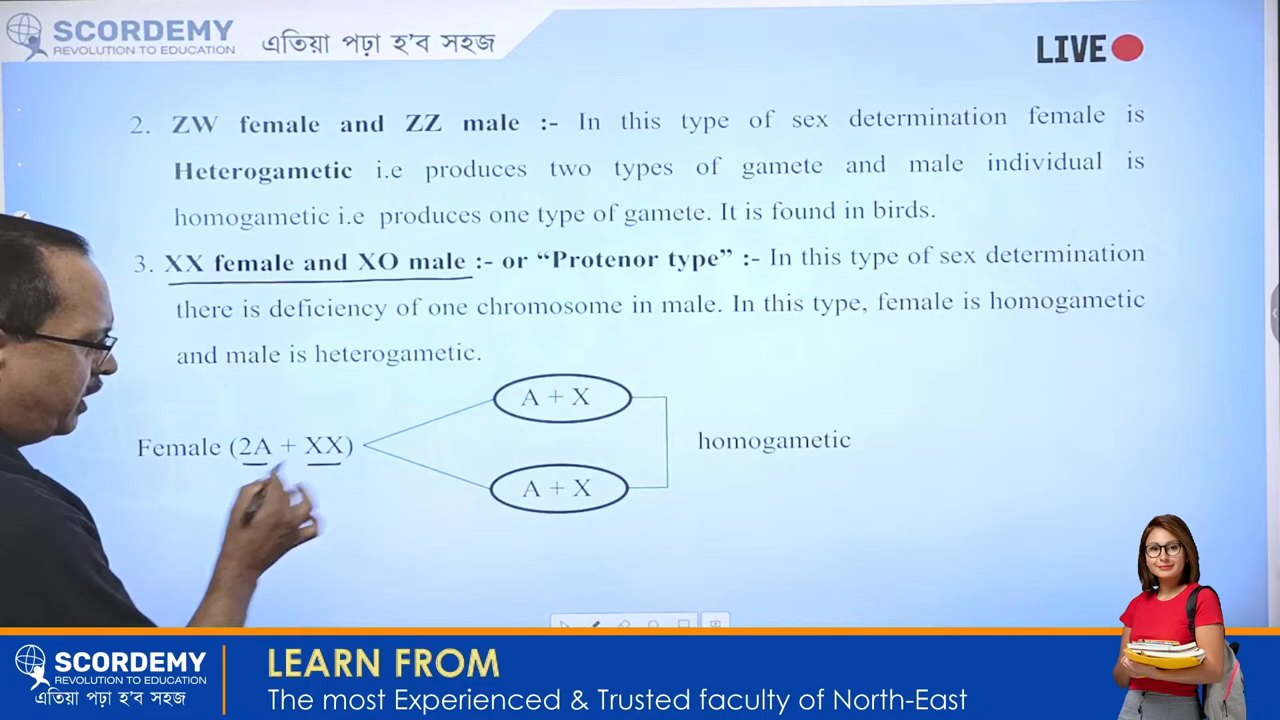 SCORDEMY
REVOLUTION TO EDUCATION
এতিয়া পঢ়া হ'ব সহজ
LIVE
2. ZW female and ZZ male :- In this type of sex determination female is
Heterogametic i.e produces two types of gamete and male individual is
homogametic i.e produces one type of gamete. It is found in birds.
3. XX female and XO male :- or “Protenor type” :- In this type of sex determination
there is deficiency of one chromosome in male. In this type, female is homogametic
and male is heterogametic.
A + X
Female (2A + XX)
homogametic
A + X
SCORDEMY
REVOLUTION TO EDUCATION
এতিয়া পঢ়া হ'ব সহজ
LEARN FROM
The most Experienced & Trusted faculty of North-East